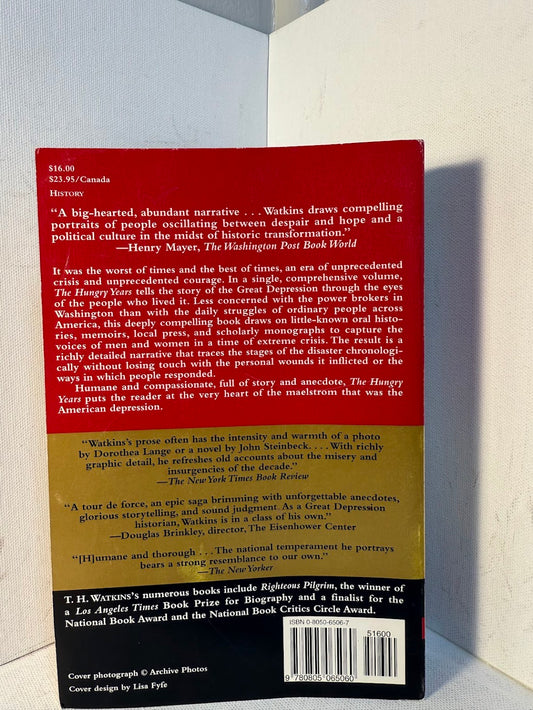 $16.00
$23.95/Canada
HISTORY
“A big-hearted, abundant narrative . . . Watkins draws compelling
portraits of people oscillating between despair and hope and a
political culture in the midst of historic transformation.”
—Henry Mayer, The Washington Post Book World
It was the worst of times and the best of times, an era of unprecedented
crisis and unprecedented courage. In a single, comprehensive volume,
The Hungry Years tells the story of the Great Depression through the eyes
of the people who lived it. Less concerned with the power brokers in
Washington than with the daily struggles of ordinary people across
America, this deeply compelling book draws on little-known oral histo-
ries, memoirs, local press, and scholarly monographs to capture the
voices of men and women in a time of extreme crisis. The result is a
richly detailed narrative that traces the stages of the disaster chronologi-
cally without losing touch with the personal wounds it inflicted or the
ways in which people responded.
Humane and compassionate, full of story and anecdote, The Hungry
Years puts the reader at the very heart of the maelstrom that was the
American depression.
“Watkins’s prose often has the intensity and warmth of a photo
by Dorothea Lange or a novel by John Steinbeck. . . . With richly
graphic detail, he refreshes old accounts about the misery and
insurgencies of the decade.”
—The New York Times Book Review
“A tour de force, an epic saga brimming with unforgettable anecdotes,
glorious storytelling, and sound judgment. As a Great Depression
historian, Watkins is in a class of his own.”
—Douglas Brinkley, director, The Eisenhower Center
“[H]umane and thorough . . . The national temperament he portrays
bears a strong resemblance to our own.”
—The New Yorker
T. H. WATKINS’s numerous books include Righteous Pilgrim, the winner of
a Los Angeles Times Book Prize for Biography and a finalist for the
National Book Award and the National Book Critics Circle Award.
ISBN 0-8050-6506-7
51600
9 780805 065060
Cover photograph © Archive Photos
Cover design by Lisa Fyfe